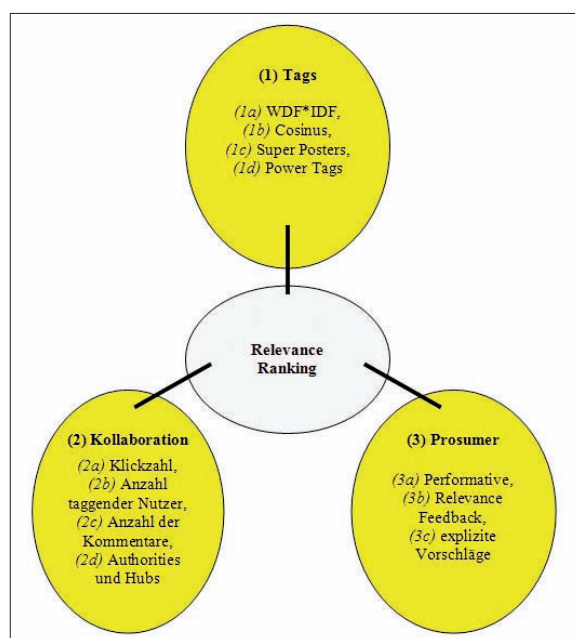 (1) Tags
(1a) WDF*IDF,
(1b) Cosinus,
(1c) Super Posters,
(1d) Power Tags
Relevance
Ranking
(2) Kollaboration
(2a) Klickzahl,
(2b) Anzahl
taggender Nutzer,
(2c) Anzahl der
Kommentare,
(2d) Authorities
und Hubs
(3) Prosumer
(3a) Performative,
(3b) Relevance
Feedback,
(3c) explizite
Vorschläge